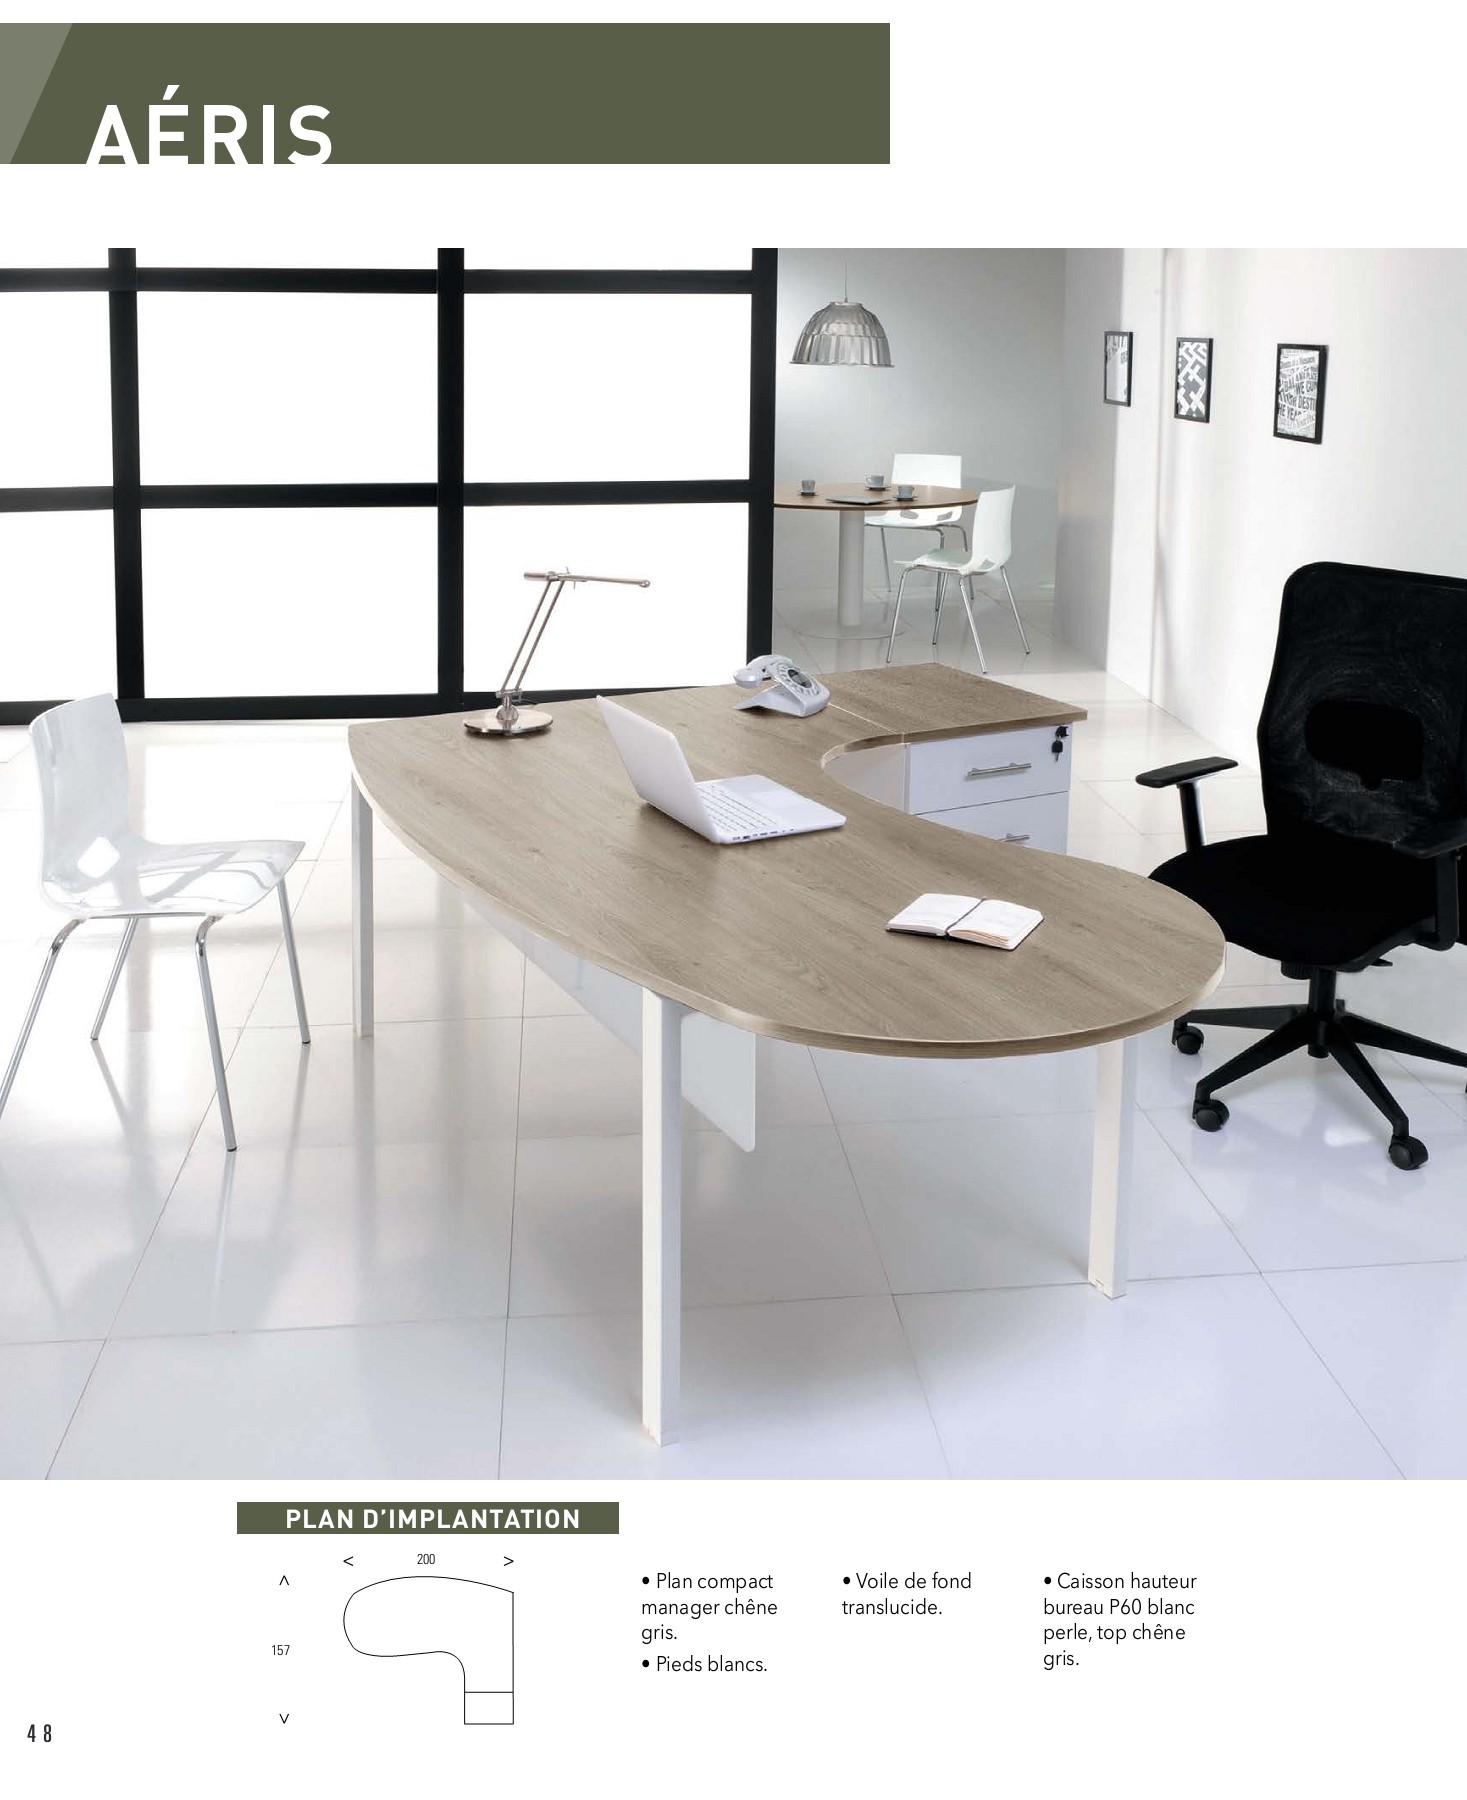 AÉRIS
PLAN D’IMPLANTATION
< 200 >
157
• Plan compact
manager chêne
gris.
• Pieds blancs.
• Voile de fond
translucide.
• Caisson hauteur
bureau P60 blanc
perle, top chêne
gris.
48